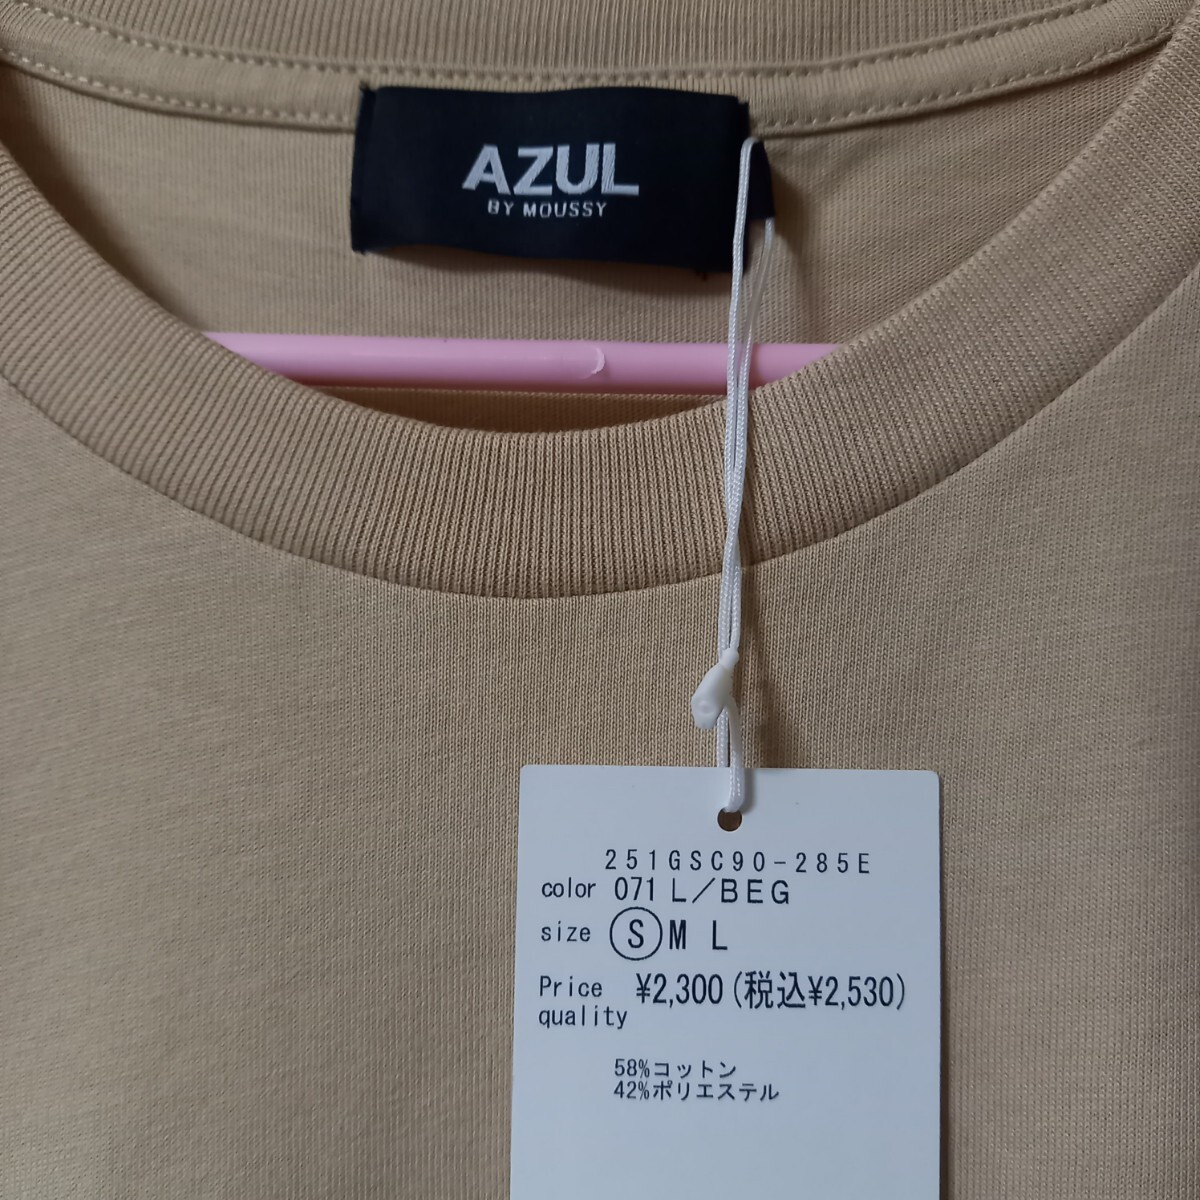 AZUL
BY MOUSSY
251GSC90-285E
color 071 L/BEG
size Ⓢ M L
Price ¥2,300(税込¥2,530)
quality
58%コットン
42%ポリエステル